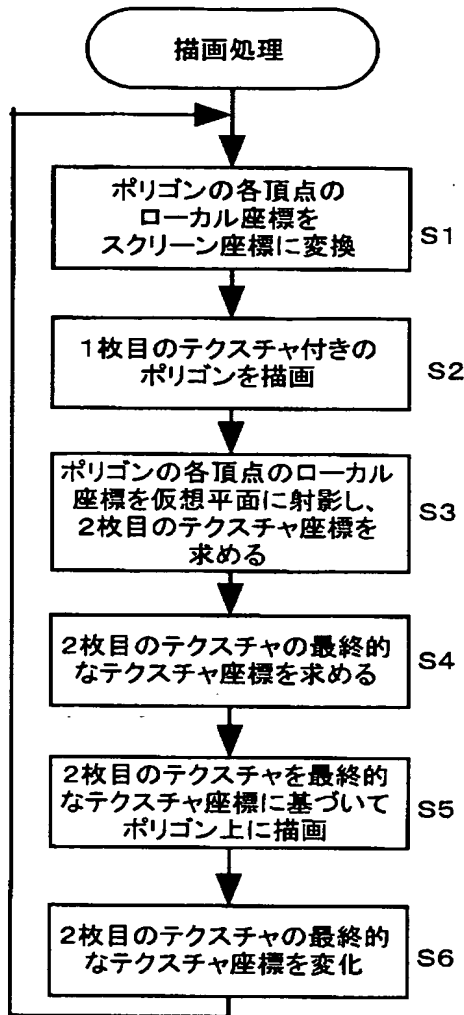 描画処理
ポリゴンの各頂点の
ローカル座標を
スクリーン座標に変換
S1
1枚目のテクスチャ付きの
ポリゴンを描画
S2
ポリゴンの各頂点のローカル
座標を仮想平面に射影し、
2枚目のテクスチャ座標を
求める
S3
2枚目のテクスチャの最終的
なテクスチャ座標を求める
S4
2枚目のテクスチャを最終的
なテクスチャ座標に基づいて
ポリゴン上に描画
S5
2枚目のテクスチャの最終的
なテクスチャ座標を変化
S6